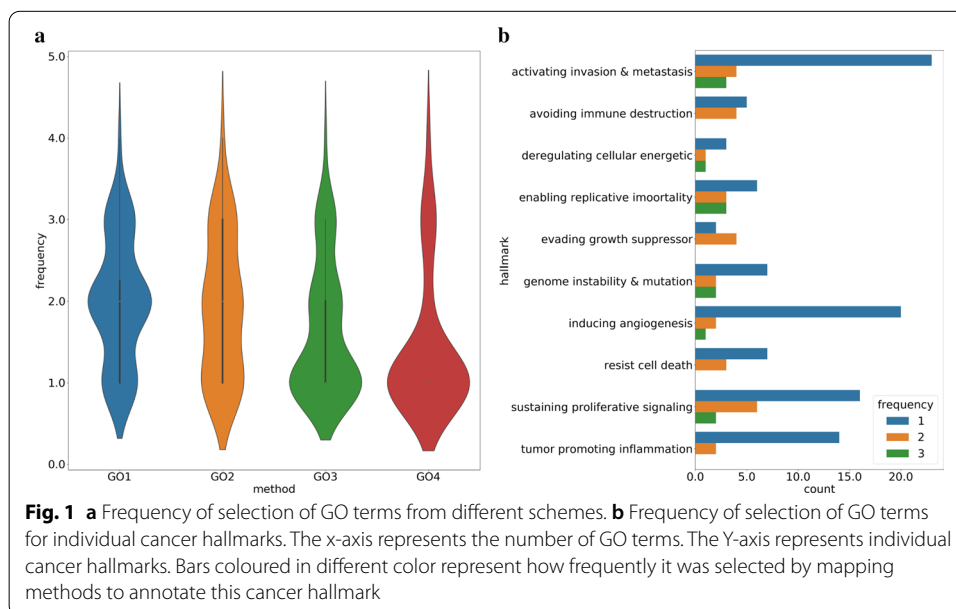 a
5.0
4.0
3.0
2.0
1.0
0.0
frequency
GO1 GO2 GO3 GO4
method
b
activating invasion & metastasis
avoiding immune destruction
deregulating cellular energetic
enabling replicative imoortality
evading growth suppressor
genome instability & mutation
inducing angiogenesis
resist cell death
sustaining proliferative signaling
tumor promoting inflammation
hallmark
frequency
1
2
3
0.0 5.0 10.0 15.0 20.0
count
Fig. 1 a Frequency of selection of GO terms from different schemes. b Frequency of selection of GO terms
for individual cancer hallmarks. The x-axis represents the number of GO terms. The Y-axis represents individual
cancer hallmarks. Bars coloured in different color represent how frequently it was selected by mapping
methods to annotate this cancer hallmark